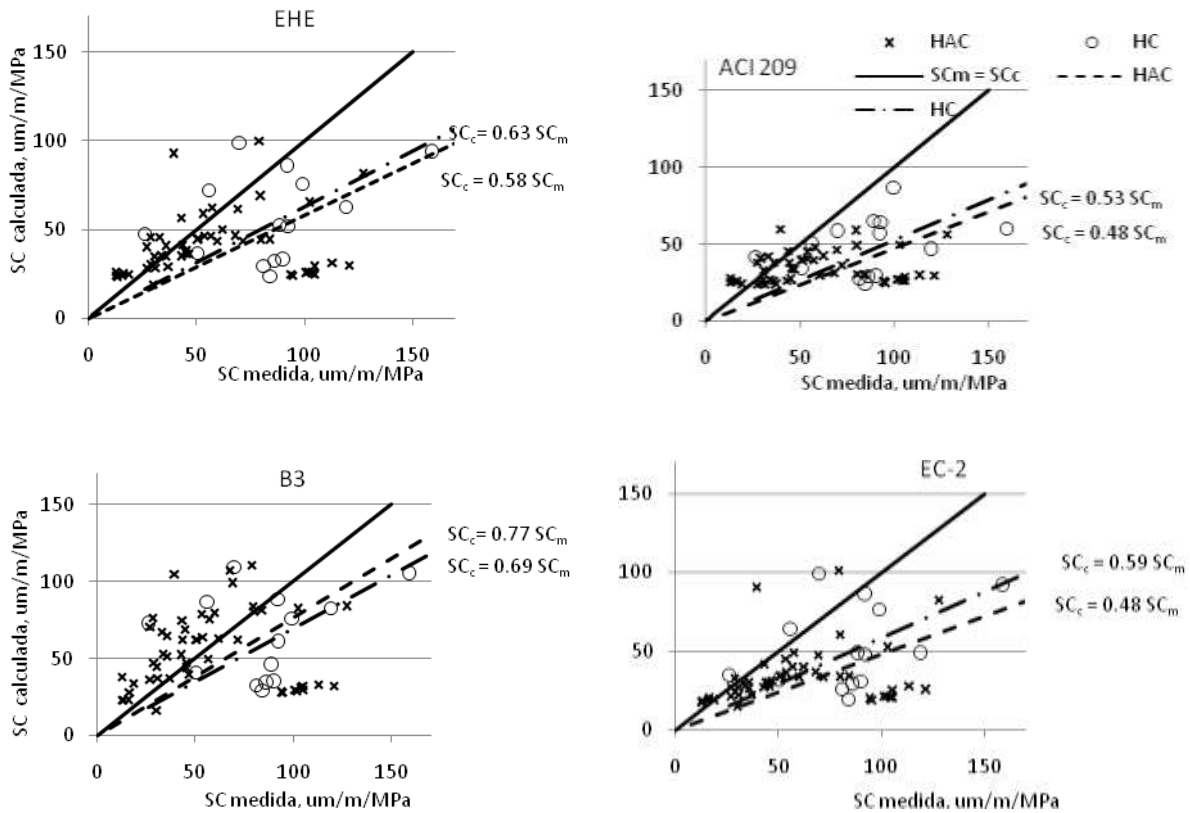 EHE
SC calculada, um/m/MPa
150
100
50
0
SCc= 0.63 SCm
SCc= 0.58 SCm
0 50 100 150
SC medida, um/m/MPa
HAC HC
SCm = SCc HAC
HC
ACI 209
150
100
50
0
SCc= 0.53 SCm
SCc= 0.48 SCm
0 50 100 150
SC medida, um/m/MPa
B3
SC calculada, um/m/MPa
150
100
50
0
SCc= 0.77 SCm
SCc= 0.69 SCm
0 50 100 150
SC medida, um/m/MPa
EC-2
150
100
50
0
SCc= 0.59 SCm
SCc= 0.48 SCm
0 50 100 150
SC medida, um/m/MPa